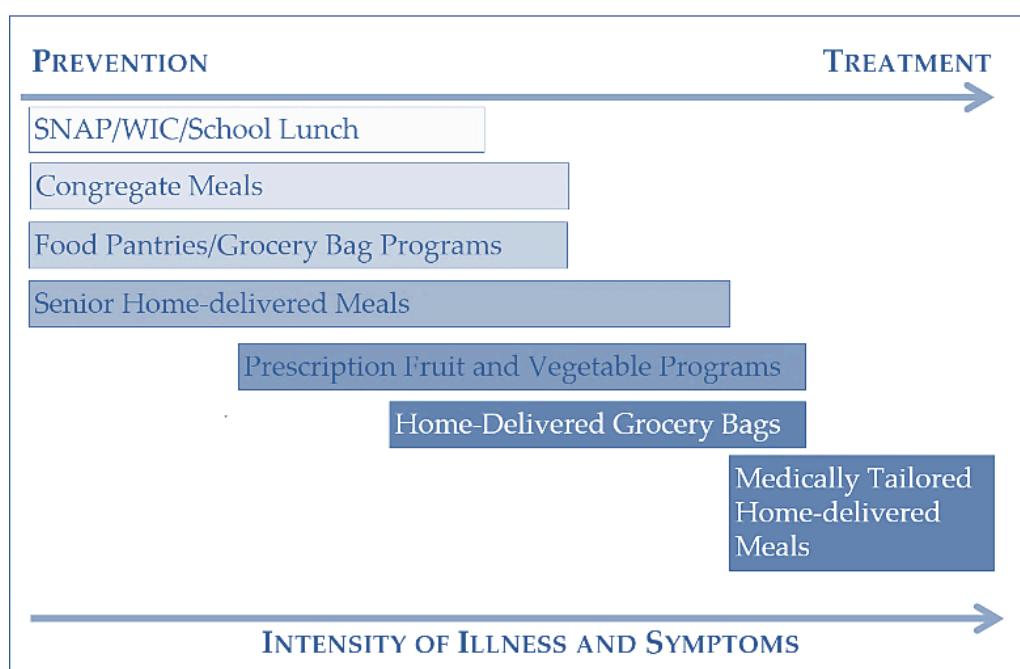 PREVENTION
TREATMENT
SNAP/WIC/School Lunch
Congregate Meals
Food Pantries/Grocery Bag Programs
Senior Home-delivered Meals
Prescription Fruit and Vegetable Programs
Home-Delivered Grocery Bags
Medically Tailored
Home-delivered
Meals
INTENSITY OF ILLNESS AND SYMPTOMS